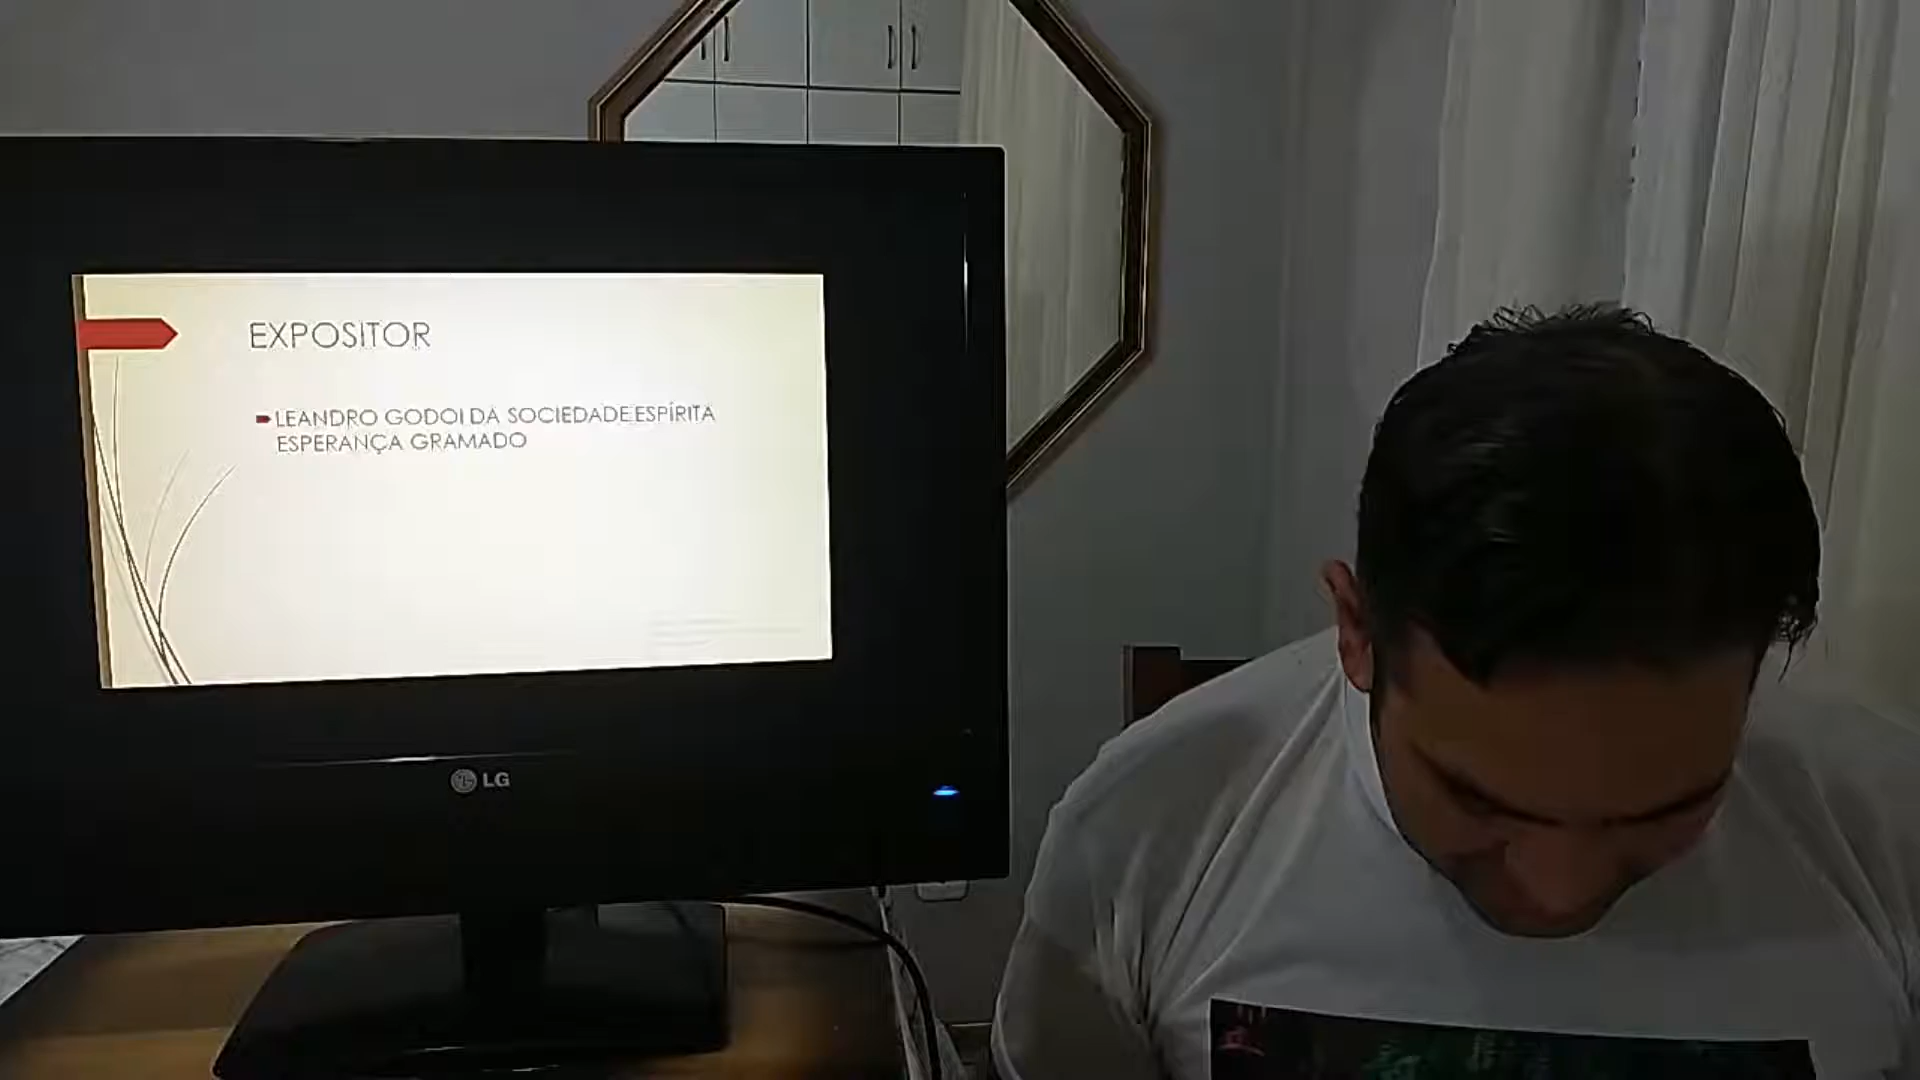 EXPOSITOR
LEANDRO GODOI DA SOCIEDADE ESPÍRITA
ESPERANÇA GRAMADO
LG